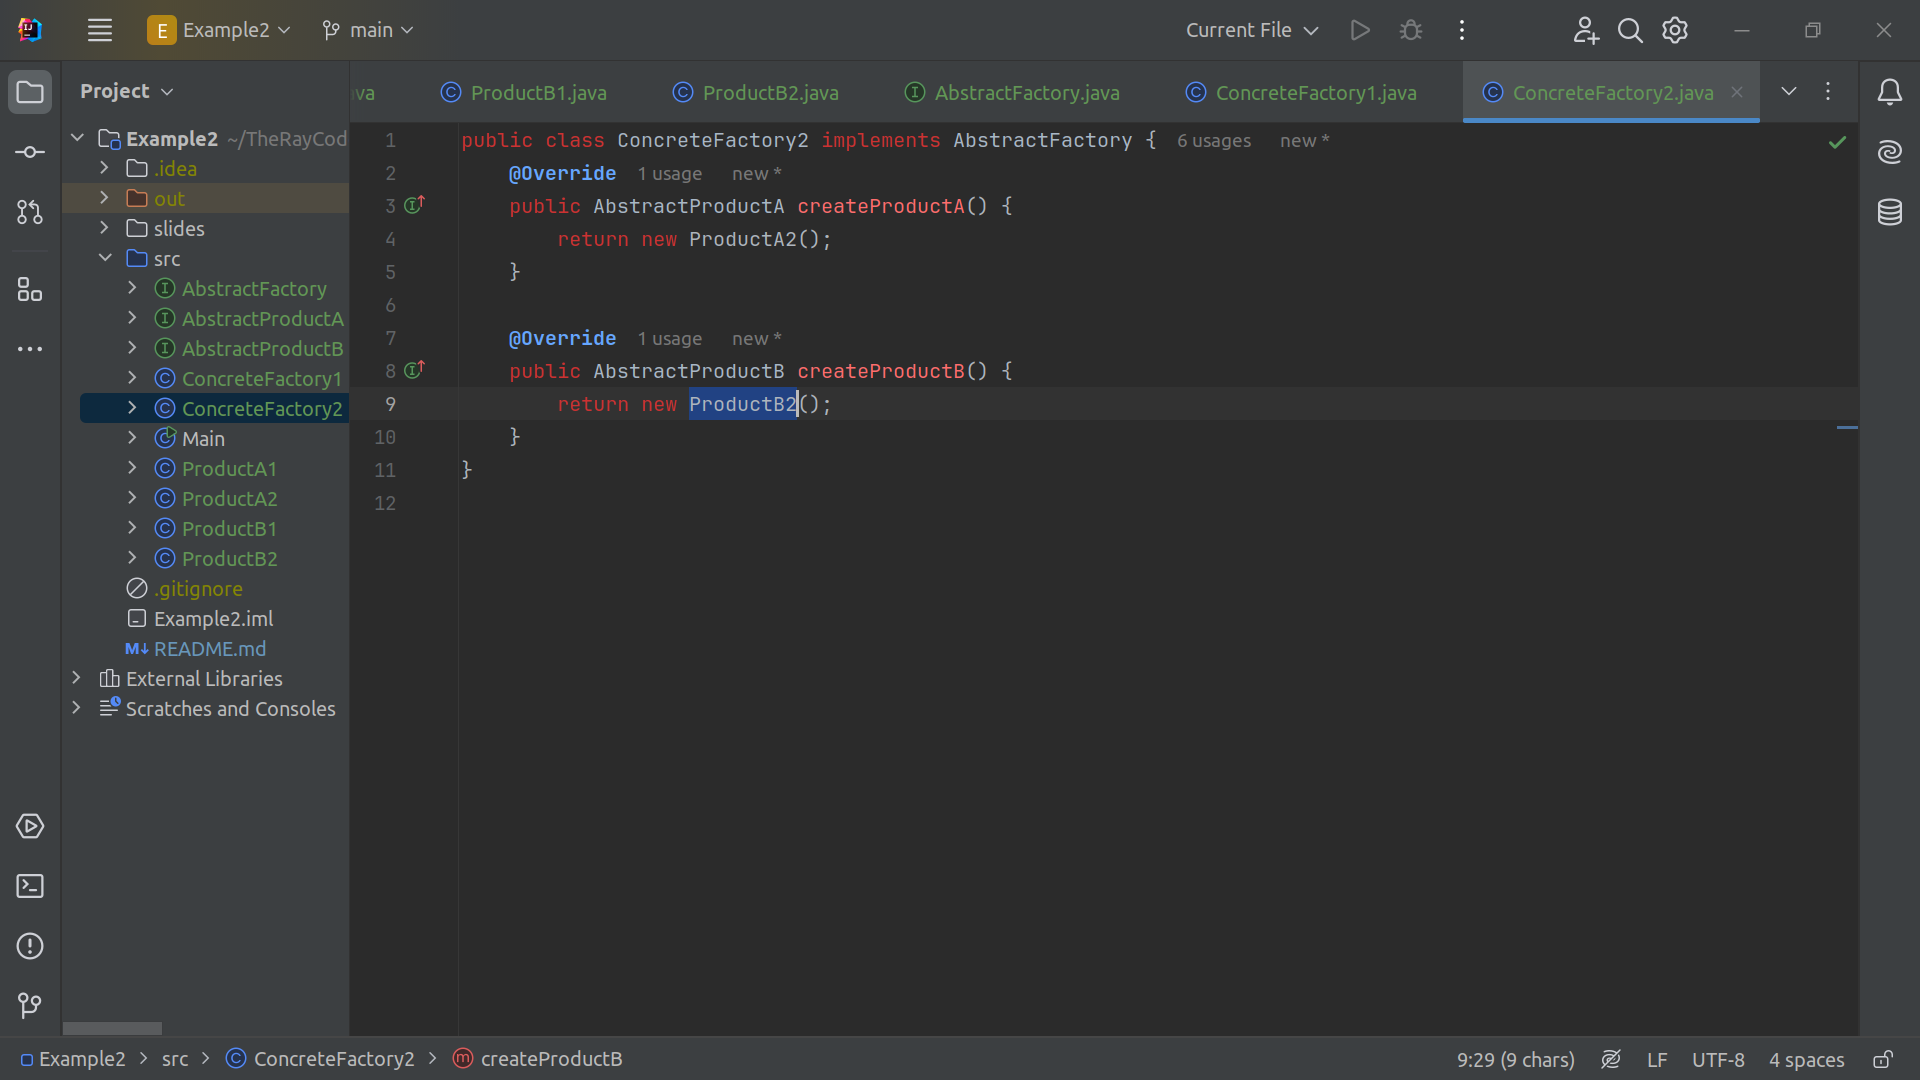 E Example2 main Current File
Project
va ProductB1.java ProductB2.java AbstractFactory.java ConcreteFactory1.java ConcreteFactory2.java
Example2 ~/TheRayCod
.idea
out
slides
src
AbstractFactory
AbstractProductA
AbstractProductB
ConcreteFactory1
ConcreteFactory2
Main
ProductA1
ProductA2
ProductB1
ProductB2
.gitignore
Example2.iml
M↓ README.md
External Libraries
Scratches and Consoles
1 public class ConcreteFactory2 implements AbstractFactory { 6 usages new *
2 @Override 1 usage new *
3 public AbstractProductA createProductA() {
4 return new ProductA2();
5 }
6
7 @Override 1 usage new *
8 public AbstractProductB createProductB() {
9 return new ProductB2();
10 }
11 }
12
Example2 > src > ConcreteFactory2 > createProductB 9:29 (9 chars) LF UTF-8 4 spaces